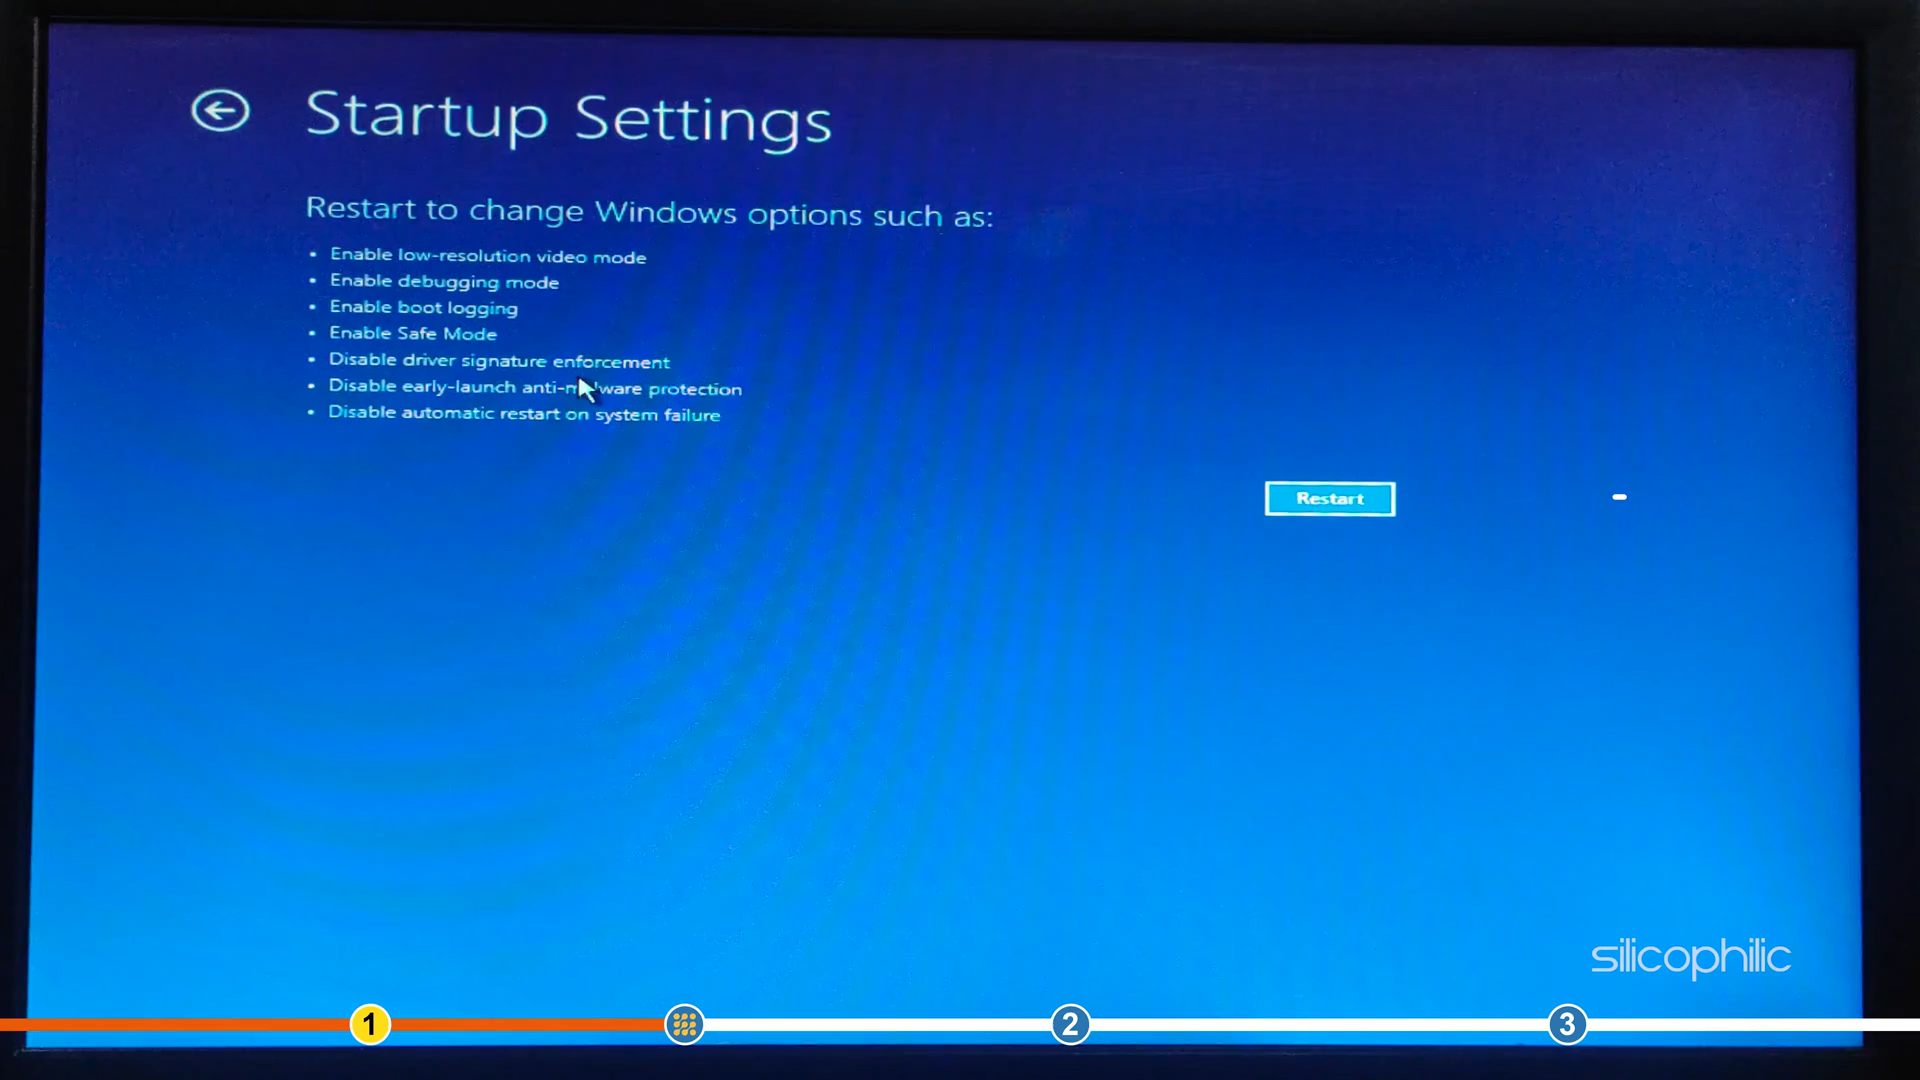 Startup Settings
Restart to change Windows options such as:
• Enable low-resolution video mode
• Enable debugging mode
• Enable boot logging
• Enable Safe Mode
• Disable driver signature enforcement
• Disable early-launch anti-malware protection
• Disable automatic restart on system failure
Restart
silicophilic
1
2
3